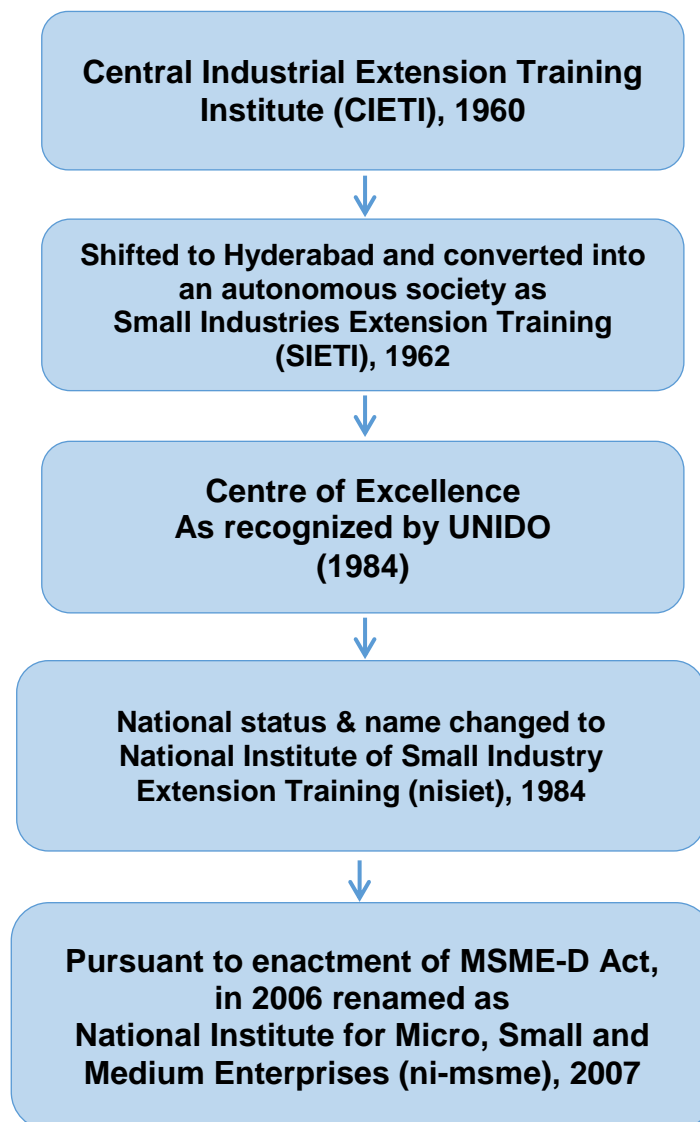 Central Industrial Extension Training
Institute (CIETI), 1960
Shifted to Hyderabad and converted into
an autonomous society as
Small Industries Extension Training
(SIETI), 1962
Centre of Excellence
As recognized by UNIDO
(1984)
National status & name changed to
National Institute of Small Industry
Extension Training (nisiet), 1984
Pursuant to enactment of MSME-D Act,
in 2006 renamed as
National Institute for Micro, Small and
Medium Enterprises (ni-msme), 2007